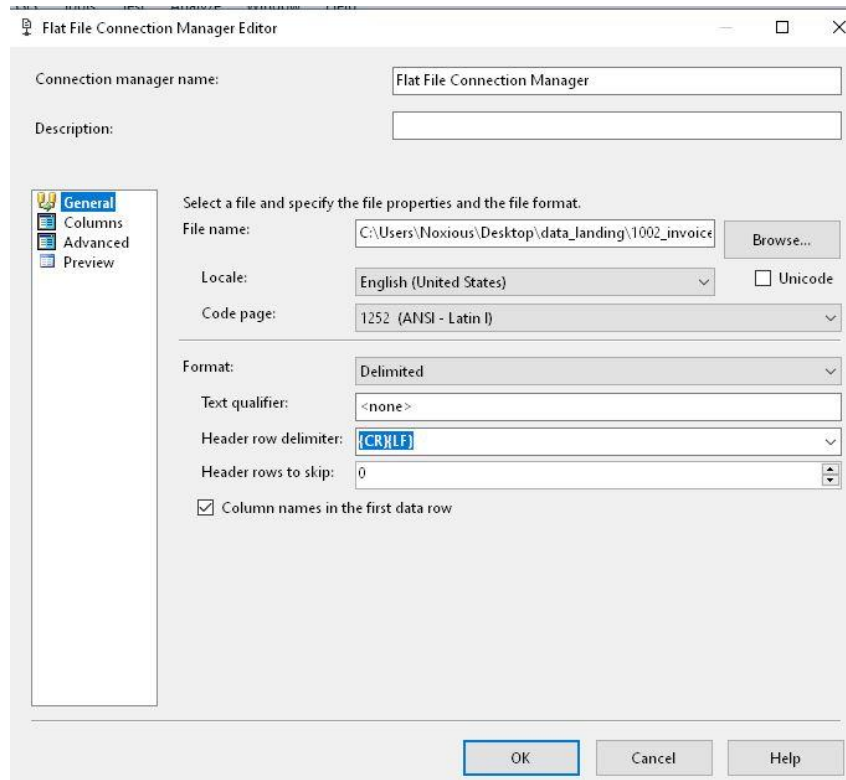 Flat File Connection Manager Editor
Connection manager name:
Flat File Connection Manager
Description:
General
Columns
Advanced
Preview
Select a file and specify the file properties and the file format.
File name:
C:\Users\Noxious\Desktop\data_landing\1002_invoice
Browse...
Locale:
English (United States)
Unicode
Code page:
1252 (ANSI - Latin I)
Format:
Delimited
Text qualifier:
<none>
Header row delimiter:
{CR}{LF}
Header rows to skip:
0
Column names in the first data row
OK
Cancel
Help